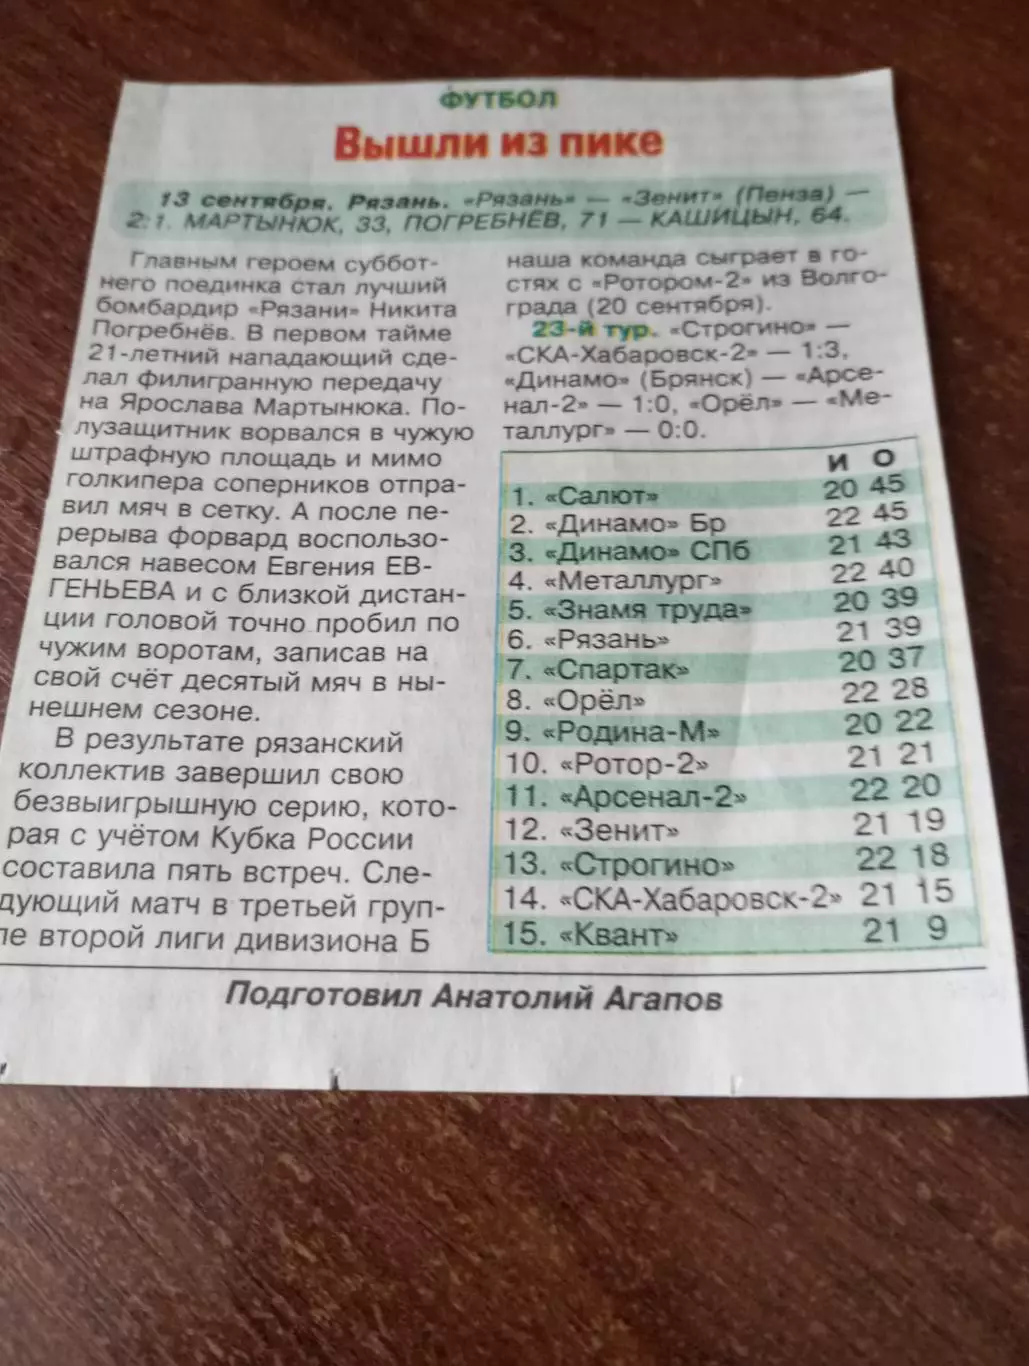 ФУТБОЛ
Вышли из пике
13 сентября. Рязань. «Рязань» — «Зенит» (Пенза) —
2:1. МАРТЫНЮК, 33, ПОГРЕБНЁВ, 71 — КАШИЦЫН, 64.
Главным героем суббот-
него поединка стал лучший
бомбардир «Рязани» Никита
Погребнёв. В первом тайме
21-летний нападающий сде-
лал филигранную передачу
на Ярослава Мартынюка. По-
лузащитник ворвался в чужую
штрафную площадь и мимо
голкипера соперников отпра-
вил мяч в сетку. А после пе-
рерыва форвард воспользо-
вался навесом Евгения ЕВ-
ГЕНЬЕВА и с близкой дистан-
ции головой точно пробил по
чужим воротам, записав на
свой счёт десятый мяч в ны-
нешнем сезоне.
В результате рязанский
коллектив завершил свою
безвыигрышную серию, кото-
рая с учётом Кубка России
составила пять встреч. Сле-
дующий матч в третьей груп-
пе второй лиги дивизиона Б
наша команда сыграет в го-
стях с «Ротором-2» из Волго-
града (20 сентября).
23-й тур. «Строгино» —
«СКА-Хабаровск-2» — 1:3,
«Динамо» (Брянск) — «Арсе-
нал-2» — 1:0, «Орёл» — «Ме-
таллург» — 0:0.
И О
1. «Салют» 20 45
2. «Динамо» Бр 22 45
3. «Динамо» СПб 21 43
4. «Металлург» 22 40
5. «Знамя труда» 20 39
6. «Рязань» 21 39
7. «Спартак» 20 37
8. «Орёл» 22 28
9. «Родина-М» 20 22
10. «Ротор-2» 21 21
11. «Арсенал-2» 22 20
12. «Зенит» 21 19
13. «Строгино» 22 18
14. «СКА-Хабаровск-2» 21 15
15. «Квант» 21 9
Подготовил Анатолий Агапов